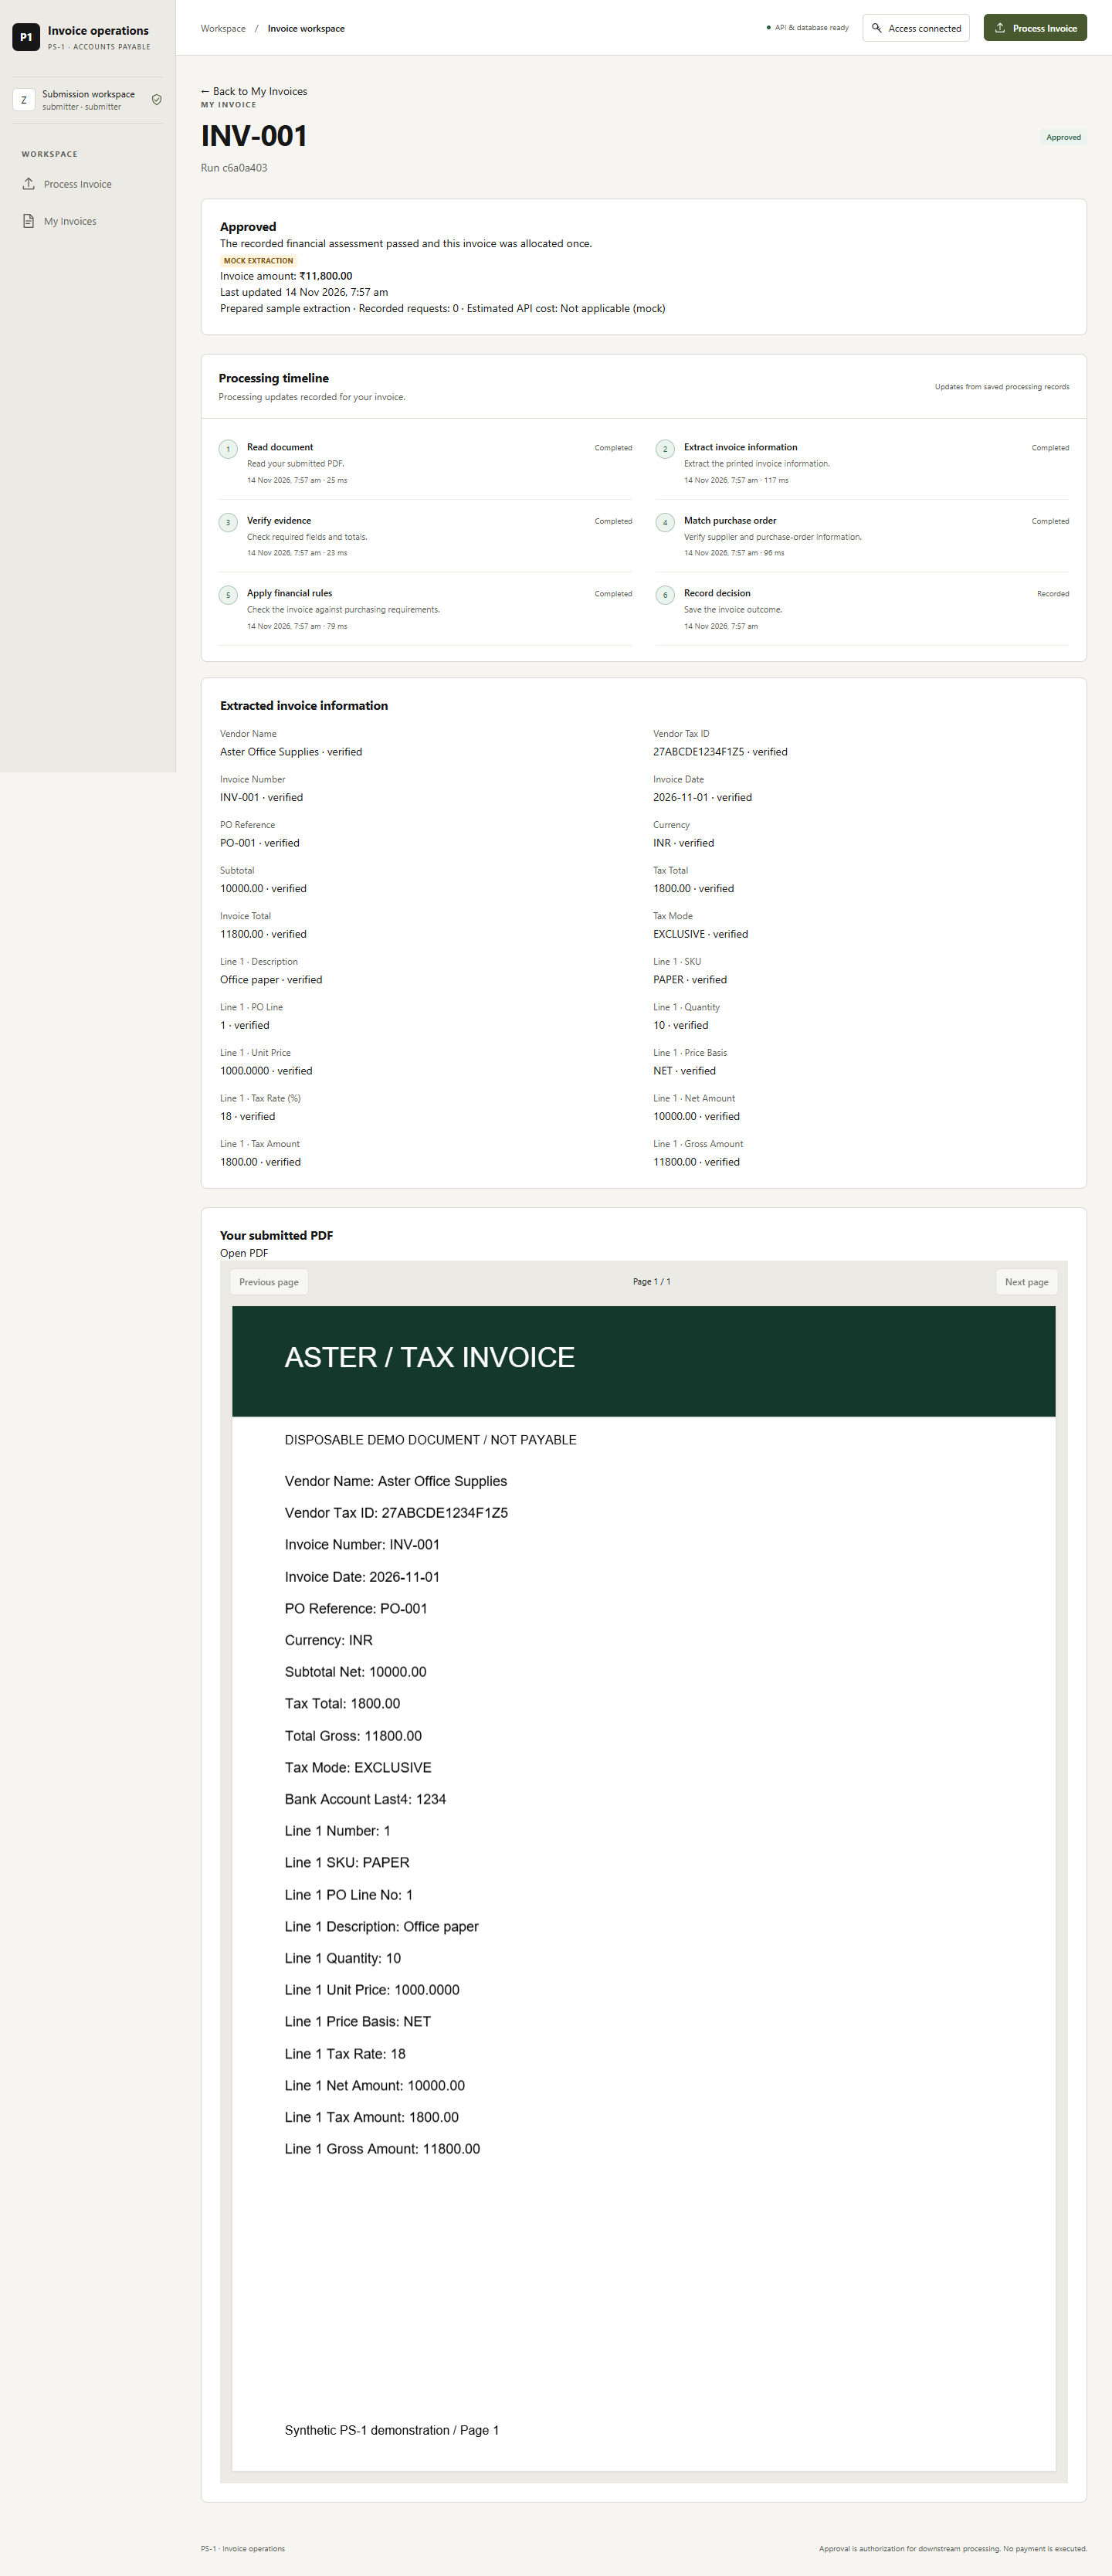 P1
Invoice operations
PS-1 · ACCOUNTS PAYABLE
Z
Submission workspace
submitter · submitter
WORKSPACE
Process Invoice
My Invoices
Workspace / Invoice workspace
API & database ready
Access connected
Process Invoice
← Back to My Invoices
MY INVOICE
INV-001
Approved
Run c6a0a403
Approved
The recorded financial assessment passed and this invoice was allocated once.
MOCK EXTRACTION
Invoice amount: ₹11,800.00
Last updated 14 Nov 2026, 7:57 am
Prepared sample extraction · Recorded requests: 0 · Estimated API cost: Not applicable (mock)
Processing timeline
Processing updates recorded for your invoice.
Updates from saved processing records
1 Read document Completed
Read your submitted PDF.
14 Nov 2026, 7:57 am · 25 ms
2 Extract invoice information Completed
Extract the printed invoice information.
14 Nov 2026, 7:57 am · 117 ms
3 Verify evidence Completed
Check required fields and totals.
14 Nov 2026, 7:57 am · 23 ms
4 Match purchase order Completed
Verify supplier and purchase-order information.
14 Nov 2026, 7:57 am · 96 ms
5 Apply financial rules Completed
Check the invoice against purchasing requirements.
14 Nov 2026, 7:57 am · 79 ms
6 Record decision Recorded
Save the invoice outcome.
14 Nov 2026, 7:57 am
Extracted invoice information
Vendor Name
Aster Office Supplies · verified
Vendor Tax ID
27ABCDE1234F1Z5 · verified
Invoice Number
INV-001 · verified
Invoice Date
2026-11-01 · verified
PO Reference
PO-001 · verified
Currency
INR · verified
Subtotal
10000.00 · verified
Tax Total
1800.00 · verified
Invoice Total
11800.00 · verified
Tax Mode
EXCLUSIVE · verified
Line 1 · Description
Office paper · verified
Line 1 · SKU
PAPER · verified
Line 1 · PO Line
1 · verified
Line 1 · Quantity
10 · verified
Line 1 · Unit Price
1000.0000 · verified
Line 1 · Price Basis
NET · verified
Line 1 · Tax Rate (%)
18 · verified
Line 1 · Net Amount
10000.00 · verified
Line 1 · Tax Amount
1800.00 · verified
Line 1 · Gross Amount
11800.00 · verified
Your submitted PDF
Open PDF
Previous page
Page 1 / 1
Next page
ASTER / TAX INVOICE
DISPOSABLE DEMO DOCUMENT / NOT PAYABLE
Vendor Name: Aster Office Supplies
Vendor Tax ID: 27ABCDE1234F1Z5
Invoice Number: INV-001
Invoice Date: 2026-11-01
PO Reference: PO-001
Currency: INR
Subtotal Net: 10000.00
Tax Total: 1800.00
Total Gross: 11800.00
Tax Mode: EXCLUSIVE
Bank Account Last4: 1234
Line 1 Number: 1
Line 1 SKU: PAPER
Line 1 PO Line No: 1
Line 1 Description: Office paper
Line 1 Quantity: 10
Line 1 Unit Price: 1000.0000
Line 1 Price Basis: NET
Line 1 Tax Rate: 18
Line 1 Net Amount: 10000.00
Line 1 Tax Amount: 1800.00
Line 1 Gross Amount: 11800.00
Synthetic PS-1 demonstration / Page 1
PS-1 · Invoice operations
Approval is authorization for downstream processing. No payment is executed.